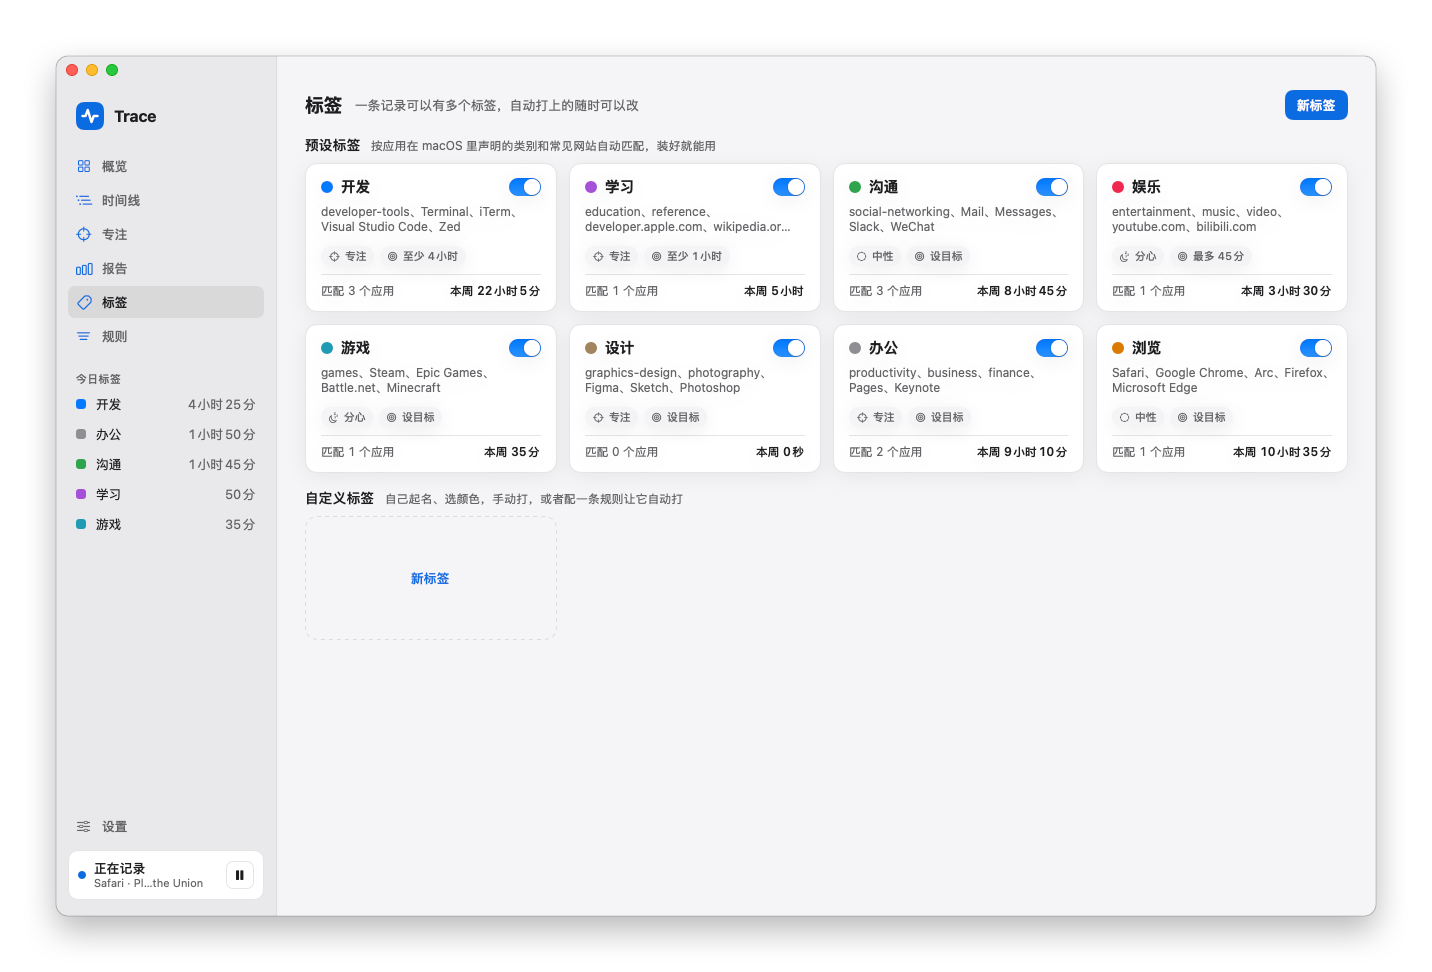 Trace
概览
时间线
专注
报告
标签
规则
今日标签
开发 4小时25分
办公 1小时50分
沟通 1小时45分
学习 50分
游戏 35分
设置
正在记录
Safari · Pl...the Union
标签 一条记录可以有多个标签，自动打上的随时可以改
新标签
预设标签 按应用在 macOS 里声明的类别和常见网站自动匹配，装好就能用
开发
developer-tools、Terminal、iTerm、
Visual Studio Code、Zed
专注 至少 4小时
匹配 3 个应用 本周 22小时5分
学习
education、reference、
developer.apple.com、wikipedia.or...
专注 至少 1小时
匹配 1 个应用 本周 5小时
沟通
social-networking、Mail、Messages、
Slack、WeChat
中性 设目标
匹配 3 个应用 本周 8小时45分
娱乐
entertainment、music、video、
youtube.com、bilibili.com
分心 最多 45分
匹配 1 个应用 本周 3小时30分
游戏
games、Steam、Epic Games、
Battle.net、Minecraft
分心 设目标
匹配 1 个应用 本周 35分
设计
graphics-design、photography、
Figma、Sketch、Photoshop
专注 设目标
匹配 0 个应用 本周 0秒
办公
productivity、business、finance、
Pages、Keynote
专注 设目标
匹配 2 个应用 本周 9小时10分
浏览
Safari、Google Chrome、Arc、Firefox、
Microsoft Edge
中性 设目标
匹配 1 个应用 本周 10小时35分
自定义标签 自己起名、选颜色，手动打，或者配一条规则让它自动打
新标签